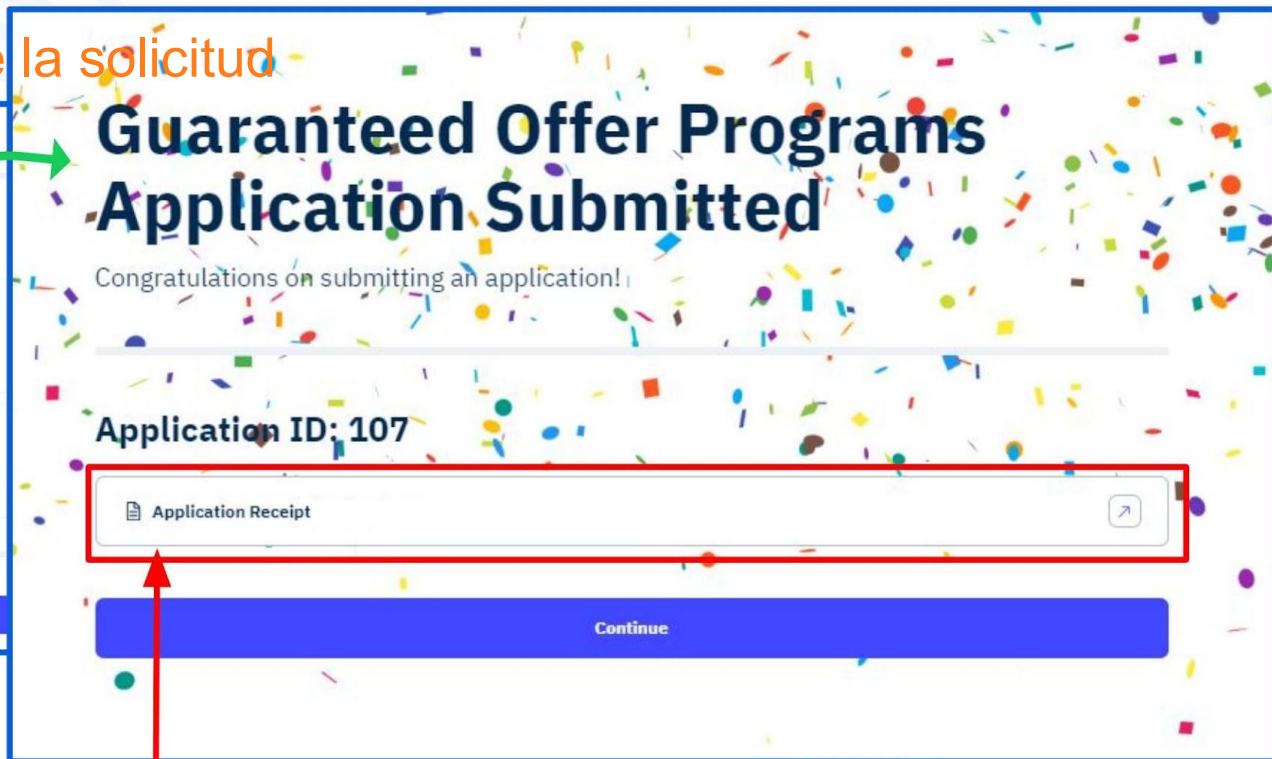 la solicitud
Guaranteed Offer Programs
Application Submitted
Congratulations on submitting an application!
Application ID: 107
Application Receipt
Continue